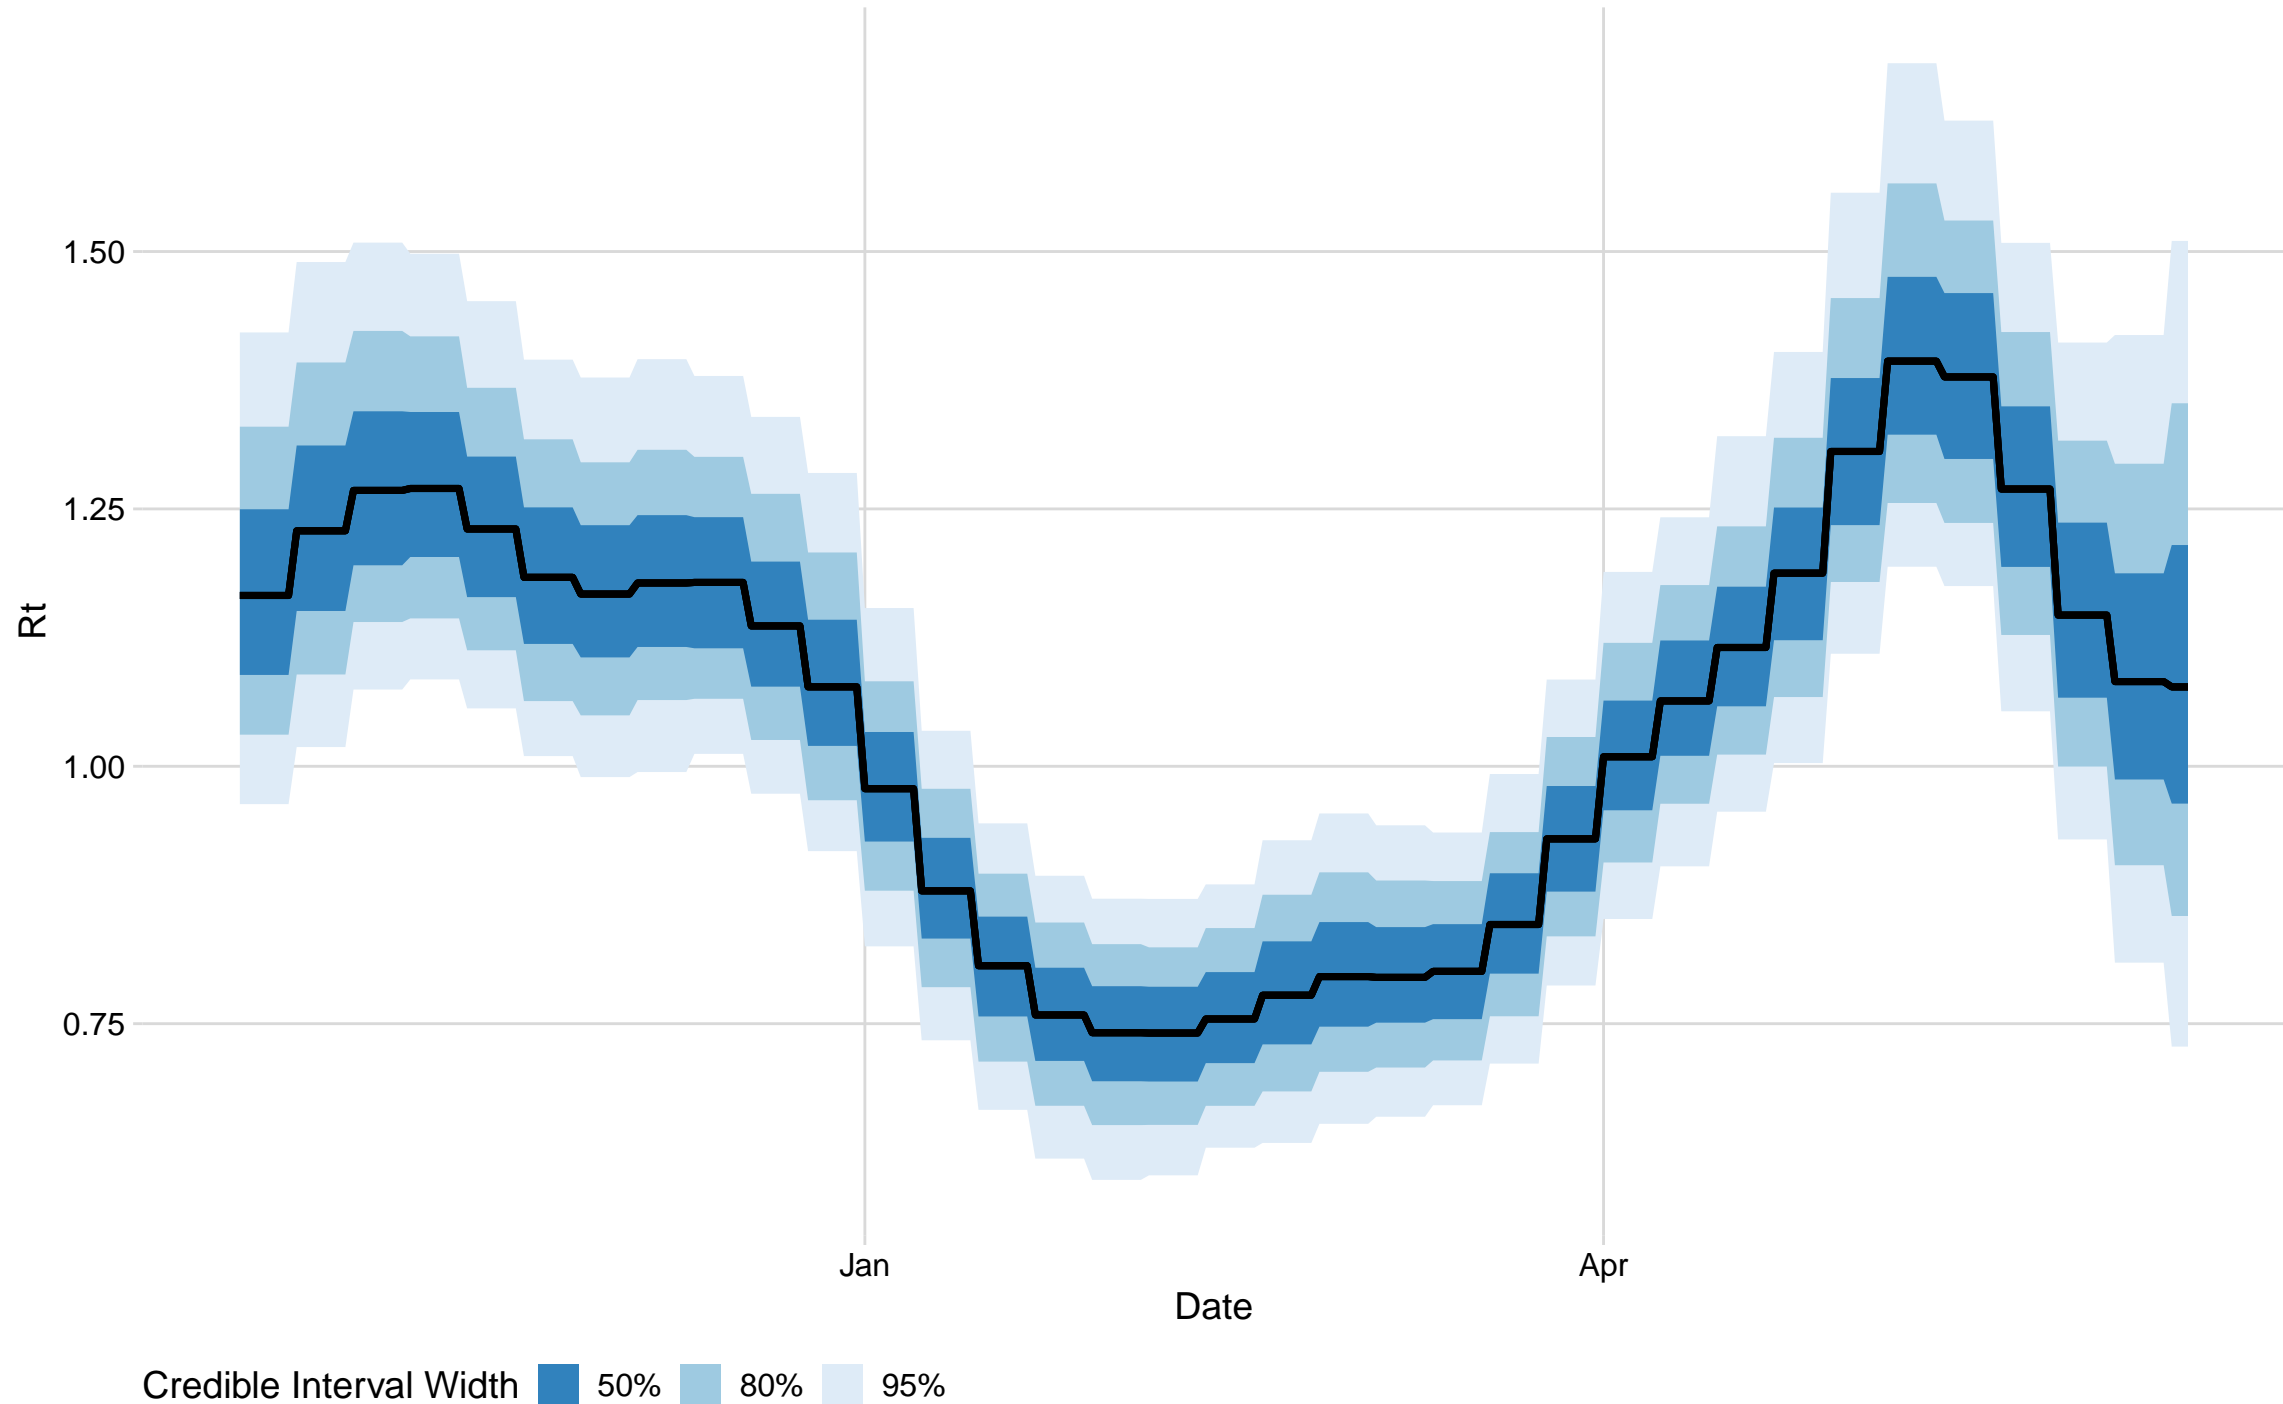 1.50
1.25
1.00
0.75
Rt
Jan Apr
Date
Credible Interval Width 50% 80% 95%